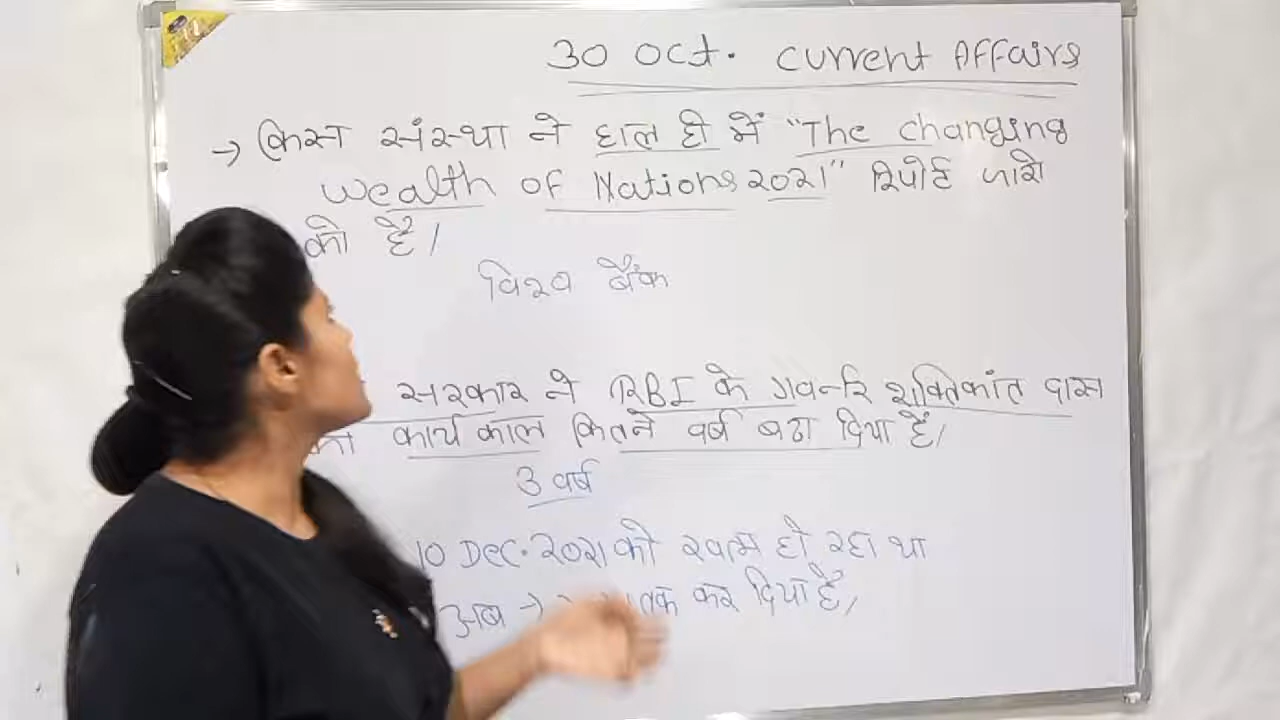 30 Oct. Current Affairs
→ किस संस्था ने हाल ही में "The changing
Wealth of Nations 2021" रिपोर्ट जारी
की है।
विश्व बैंक
सरकार ने RBI के गवर्नर शक्तिकांत दास
का कार्यकाल कितने वर्ष बढा दिया हैं।
3 वर्ष
10 Dec. 2021 को खत्म हो रहा था
अब → तक कर दिया है।